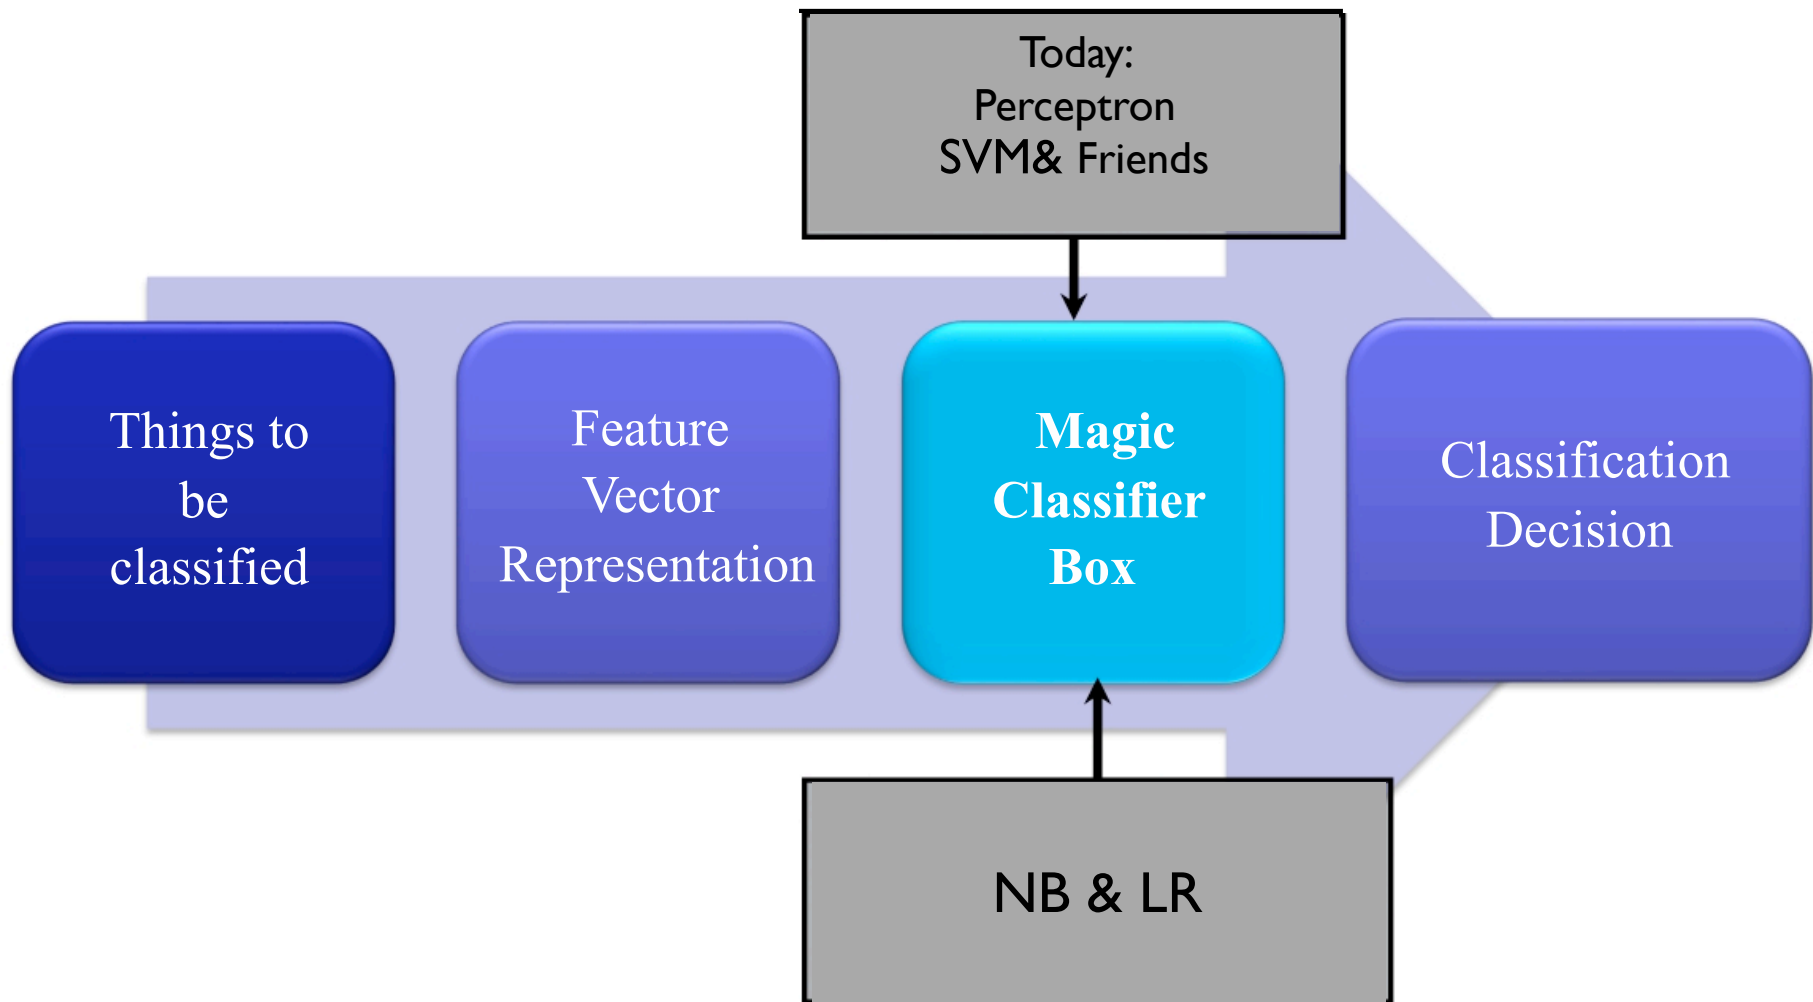 Today:
Perceptron
SVM& Friends
Things to
be
classified
Feature
Vector
Representation
Magic
Classifier
Box
Classification
Decision
NB & LR